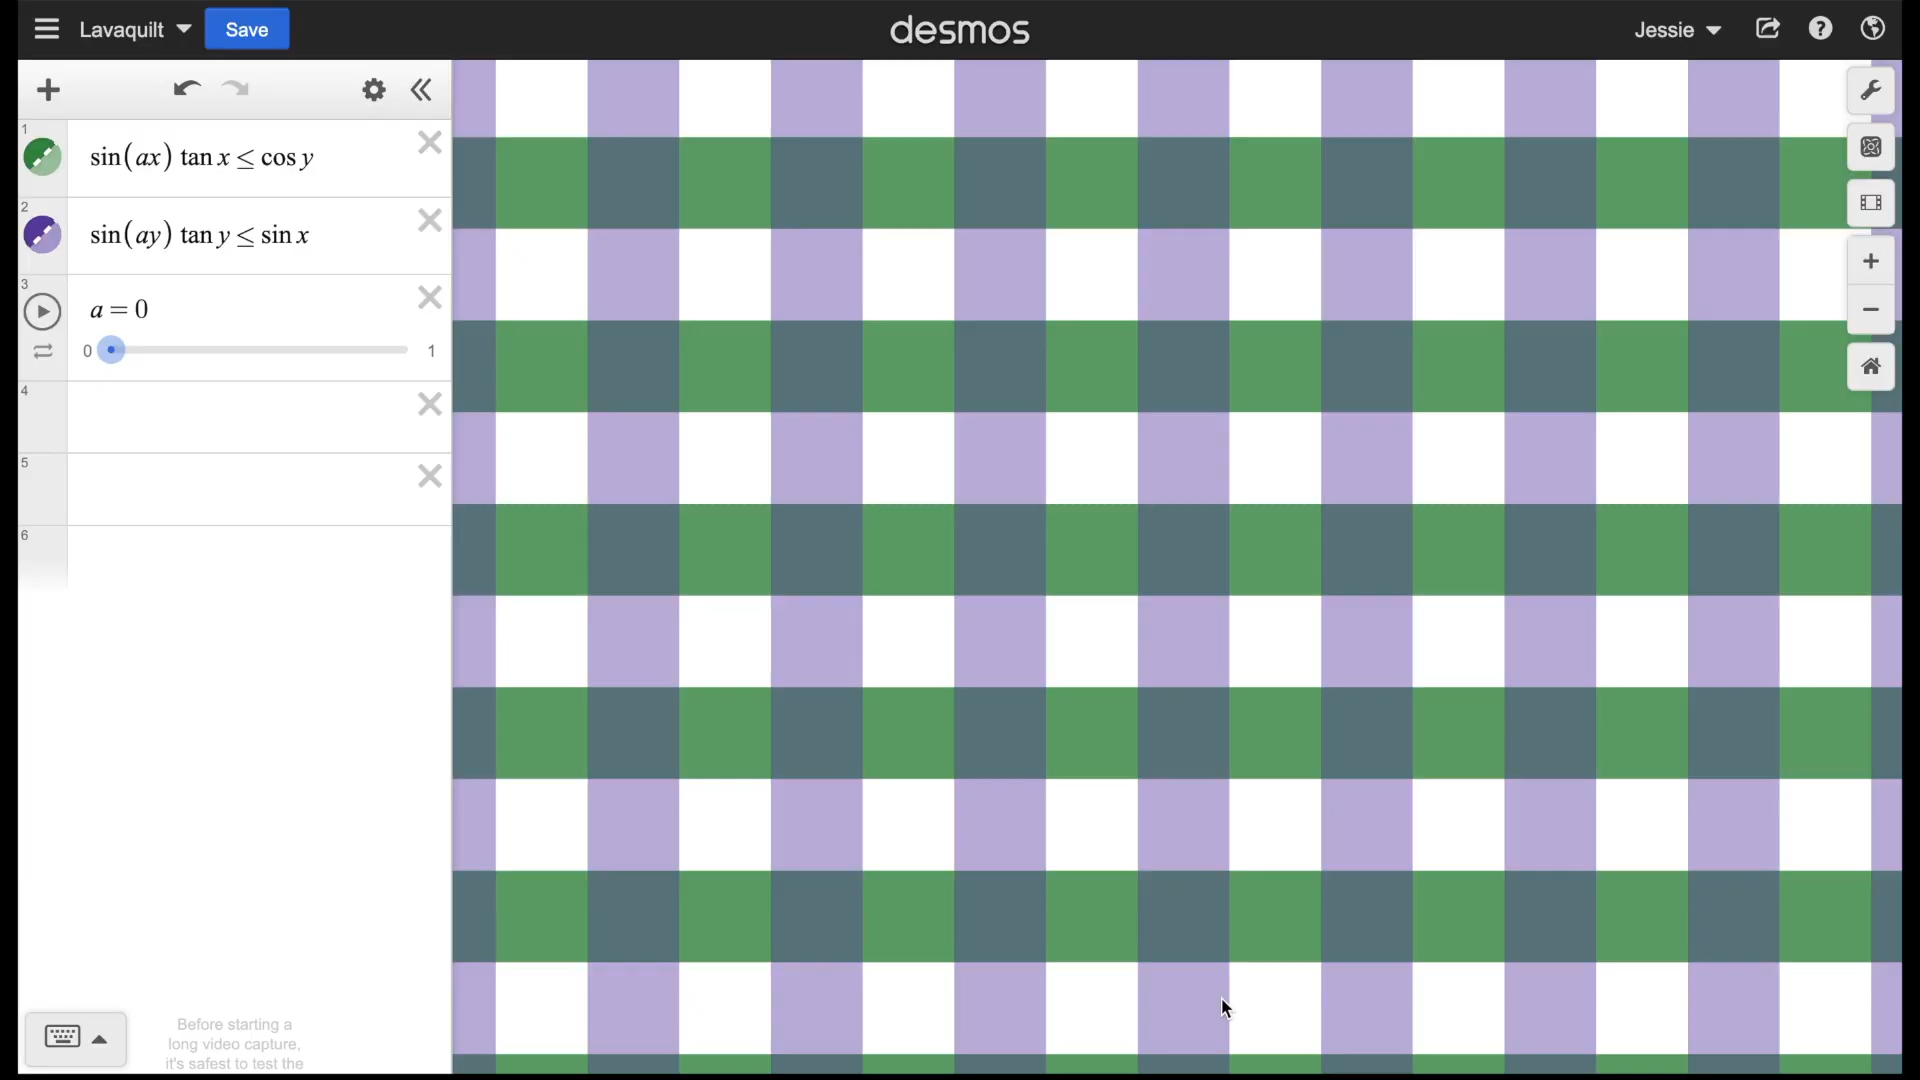 Lavaquilt
Save
desmos
Jessie
1
sin(ax) tan x ≤ cos y
2
sin(ay) tan y ≤ sin x
3
a = 0
0
1
4
5
6
Before starting a
long video capture,
it's safest to test the